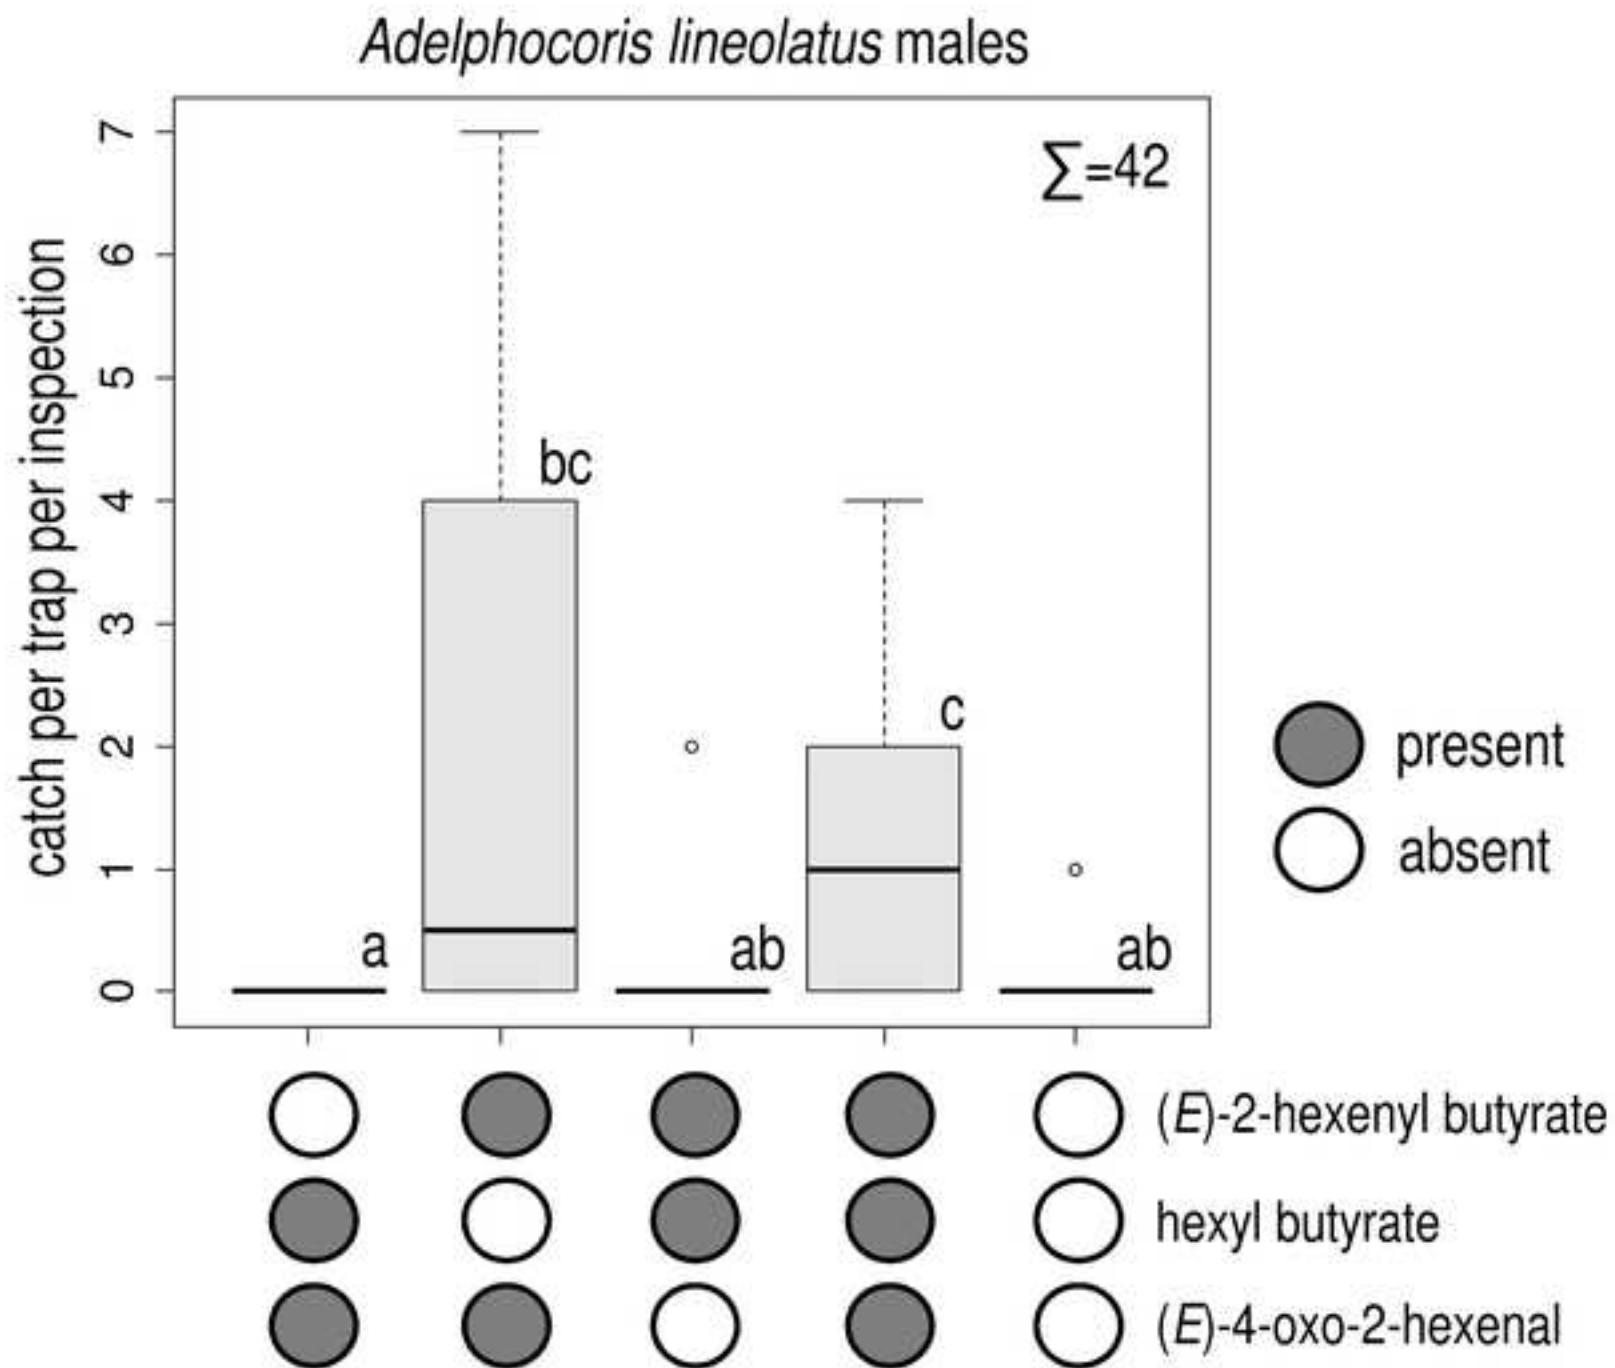 Adelphocoris lineolatus males
∑=42
catch per trap per inspection
7
6
5
4
3
2
1
0
a
bc
ab
c
ab
present
absent
(E)-2-hexenyl butyrate
hexyl butyrate
(E)-4-oxo-2-hexenal